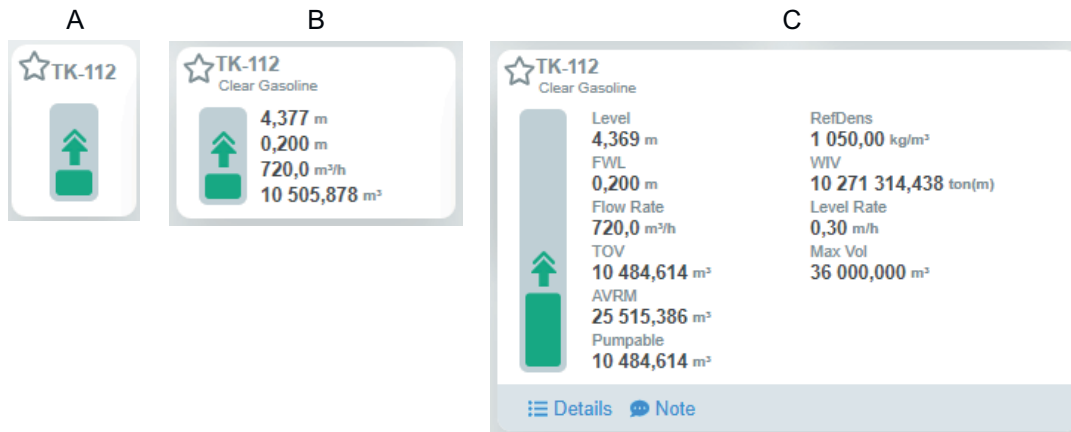 A
B
C
TK-112
TK-112
Clear Gasoline
4,377 m
0,200 m
720,0 m³/h
10 505,878 m³
TK-112
Clear Gasoline
Level
4,369 m
FWL
0,200 m
Flow Rate
720,0 m³/h
TOV
10 484,614 m³
AVRM
25 515,386 m³
Pumpable
10 484,614 m³
RefDens
1 050,00 kg/m³
WIV
10 271 314,438 ton(m)
Level Rate
0,30 m/h
Max Vol
36 000,000 m³
Details
Note